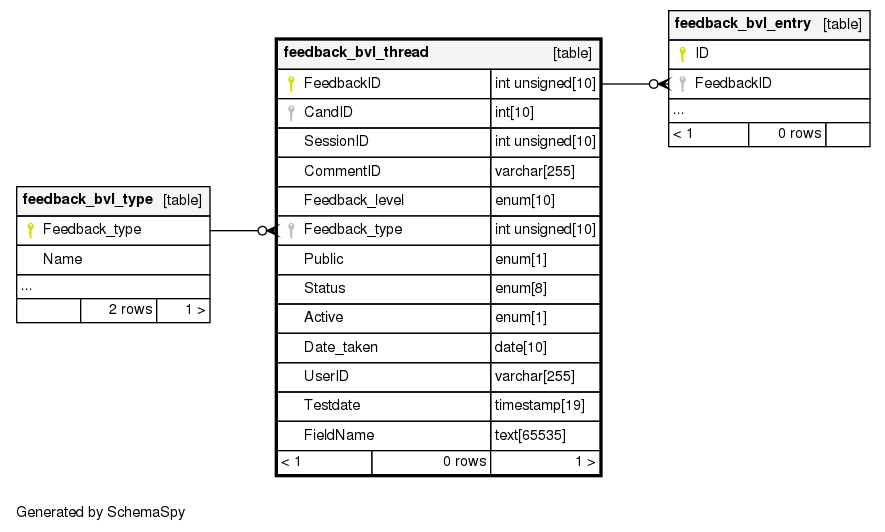 feedback_bvl_entry [table]
ID
FeedbackID
...
< 1 0 rows
feedback_bvl_thread [table]
FeedbackID int unsigned[10]
CandID int[10]
SessionID int unsigned[10]
CommentID varchar[255]
Feedback_level enum[10]
Feedback_type int unsigned[10]
Public enum[1]
Status enum[8]
Active enum[1]
Date_taken date[10]
UserID varchar[255]
Testdate timestamp[19]
FieldName text[65535]
< 1 0 rows 1 >
feedback_bvl_type [table]
Feedback_type
Name
...
2 rows 1 >
Generated by SchemaSpy